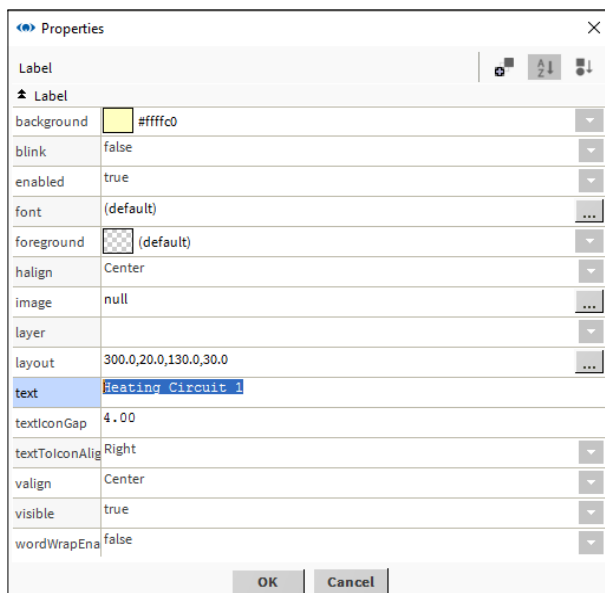 Properties
Label
Label
background #ffffc0
blink false
enabled true
font (default) ...
foreground (default)
halign Center
image null ...
layer
layout 300.0,20.0,130.0,30.0 ...
text Heating Circuit 1
textIconGap 4.00
textToIconAlig Right
valign Center
visible true
wordWrapEna false
OK Cancel